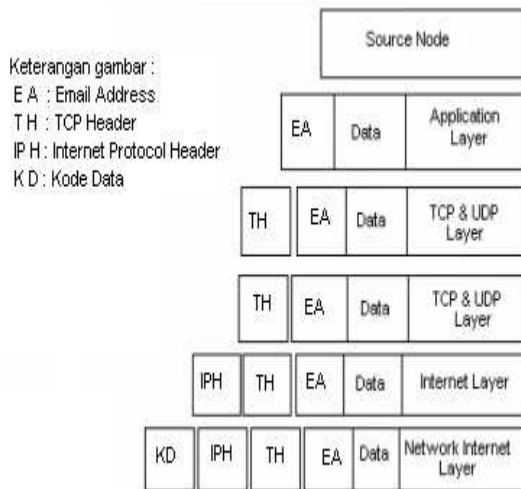 Keterangan gambar :
E A : Email Address
T H : TCP Header
IP H : Internet Protocol Header
K D : Kode Data
Source Node
EA Data Application
Layer
TH EA Data TCP & UDP
Layer
TH EA Data TCP & UDP
Layer
IPH TH EA Data Internet Layer
KD IPH TH EA Data Network Internet
Layer